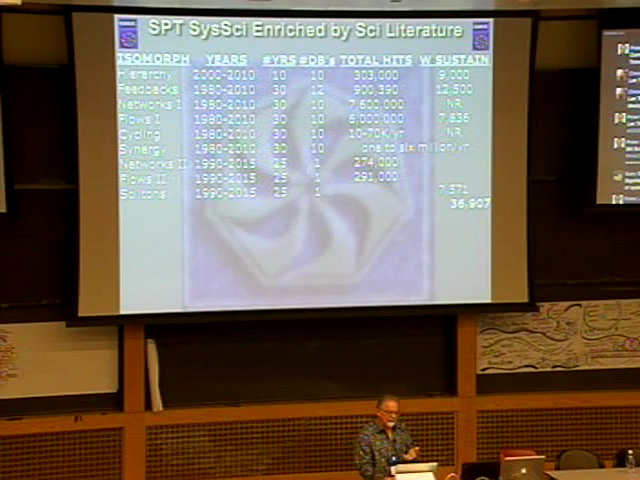 SPT SysSci Enriched by Sci Literature
ISOMORPH YEARS #YRS #DB's TOTAL HITS W SUSTAIN
Hierarchy 2000-2010 10 10 303,000 9,000
Feedbacks 1980-2010 30 12 900,390 12,500
Networks I 1980-2010 30 10 7,600,000 NR
Flows I 1980-2010 30 10 6,000,000 7,836
Cycling 1980-2010 30 10 10-70K/yr NR
Synergy 1980-2010 30 10 one to six million/yr
Networks II 1990-2015 25 1 274,000
Flows II 1990-2015 25 1 291,000
Solitons 1990-2015 25 1 7,571
36,907